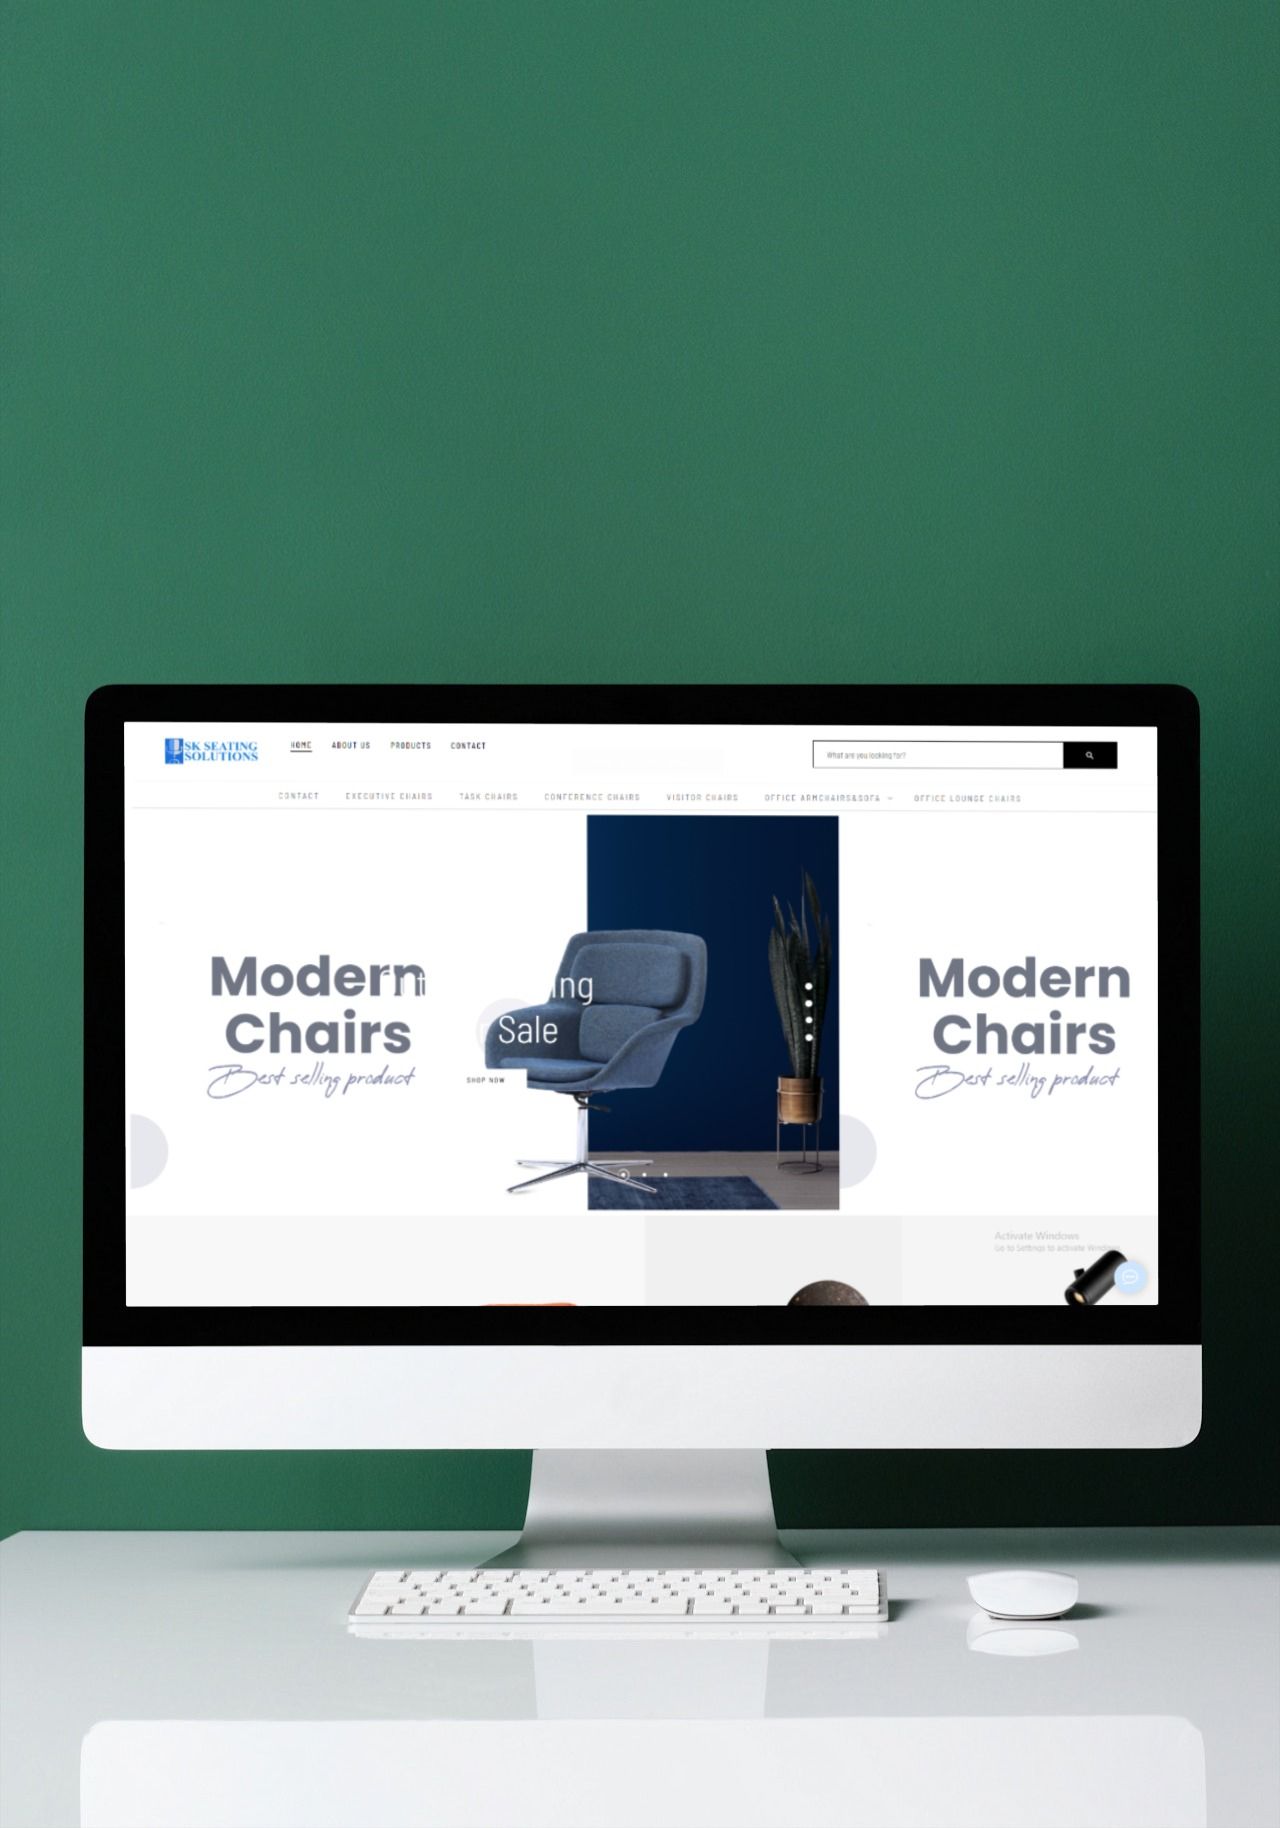 SK SEATING
SOLUTIONS
HOME ABOUT US PRODUCTS CONTACT
What are you looking for?
CONTACT EXECUTIVE CHAIRS TASK CHAIRS CONFERENCE CHAIRS VISITOR CHAIRS OFFICE ARMCHAIRS&SOFA OFFICE LOUNGE CHAIRS
Modern
Chairs
Best selling product
Sale
SHOP NOW
Modern
Chairs
Best selling product
Activate Windows
Go to Settings to activate Windows